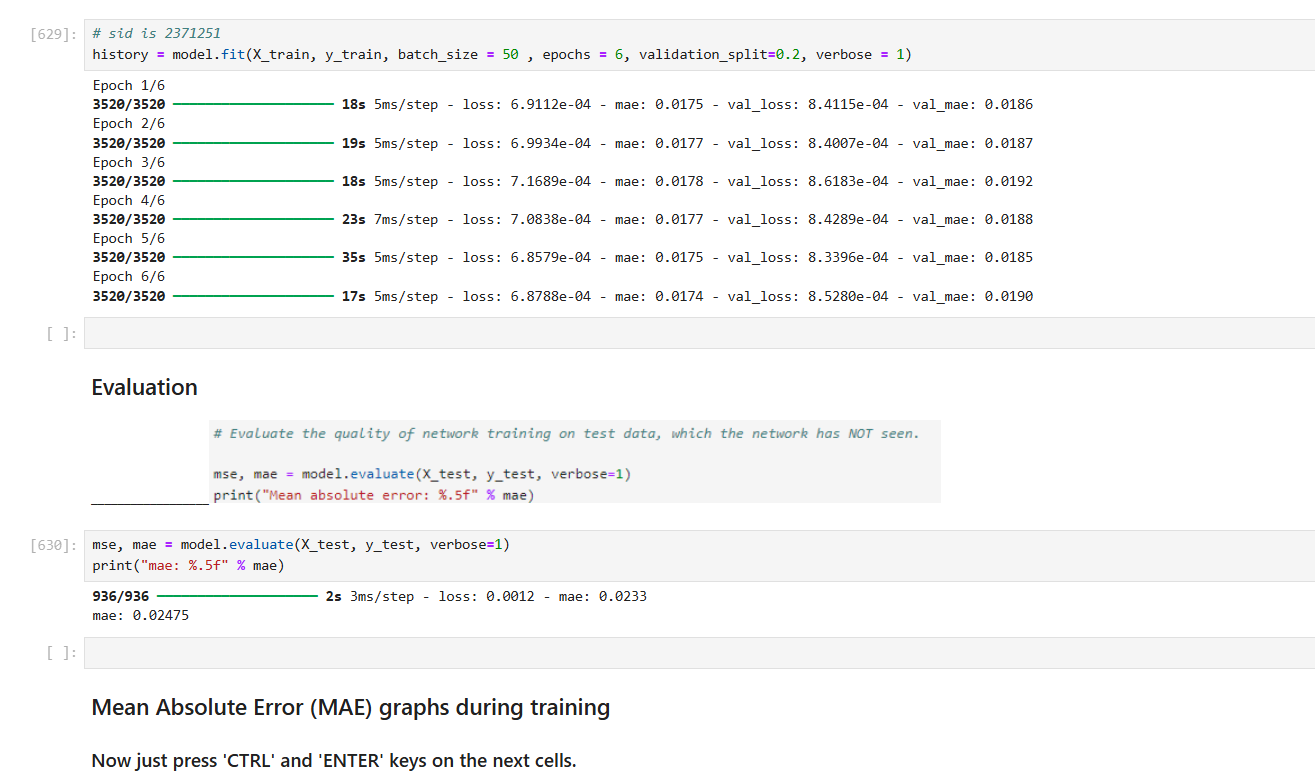 [629]: # sid is 2371251
history = model.fit(X_train, y_train, batch_size = 50 , epochs = 6, validation_split=0.2, verbose = 1)
Epoch 1/6
3520/3520 18s 5ms/step - loss: 6.9112e-04 - mae: 0.0175 - val_loss: 8.4115e-04 - val_mae: 0.0186
Epoch 2/6
3520/3520 19s 5ms/step - loss: 6.9934e-04 - mae: 0.0177 - val_loss: 8.4007e-04 - val_mae: 0.0187
Epoch 3/6
3520/3520 18s 5ms/step - loss: 7.1689e-04 - mae: 0.0178 - val_loss: 8.6183e-04 - val_mae: 0.0192
Epoch 4/6
3520/3520 23s 7ms/step - loss: 7.0838e-04 - mae: 0.0177 - val_loss: 8.4289e-04 - val_mae: 0.0188
Epoch 5/6
3520/3520 35s 5ms/step - loss: 6.8579e-04 - mae: 0.0175 - val_loss: 8.3396e-04 - val_mae: 0.0185
Epoch 6/6
3520/3520 17s 5ms/step - loss: 6.8788e-04 - mae: 0.0174 - val_loss: 8.5280e-04 - val_mae: 0.0190
[ ]:
Evaluation
# Evaluate the quality of network training on test data, which the network has NOT seen.
mse, mae = model.evaluate(X_test, y_test, verbose=1)
print("Mean absolute error: %.5f" % mae)
[630]: mse, mae = model.evaluate(X_test, y_test, verbose=1)
print("mae: %.5f" % mae)
936/936 2s 3ms/step - loss: 0.0012 - mae: 0.0233
mae: 0.02475
[ ]:
Mean Absolute Error (MAE) graphs during training
Now just press 'CTRL' and 'ENTER' keys on the next cells.